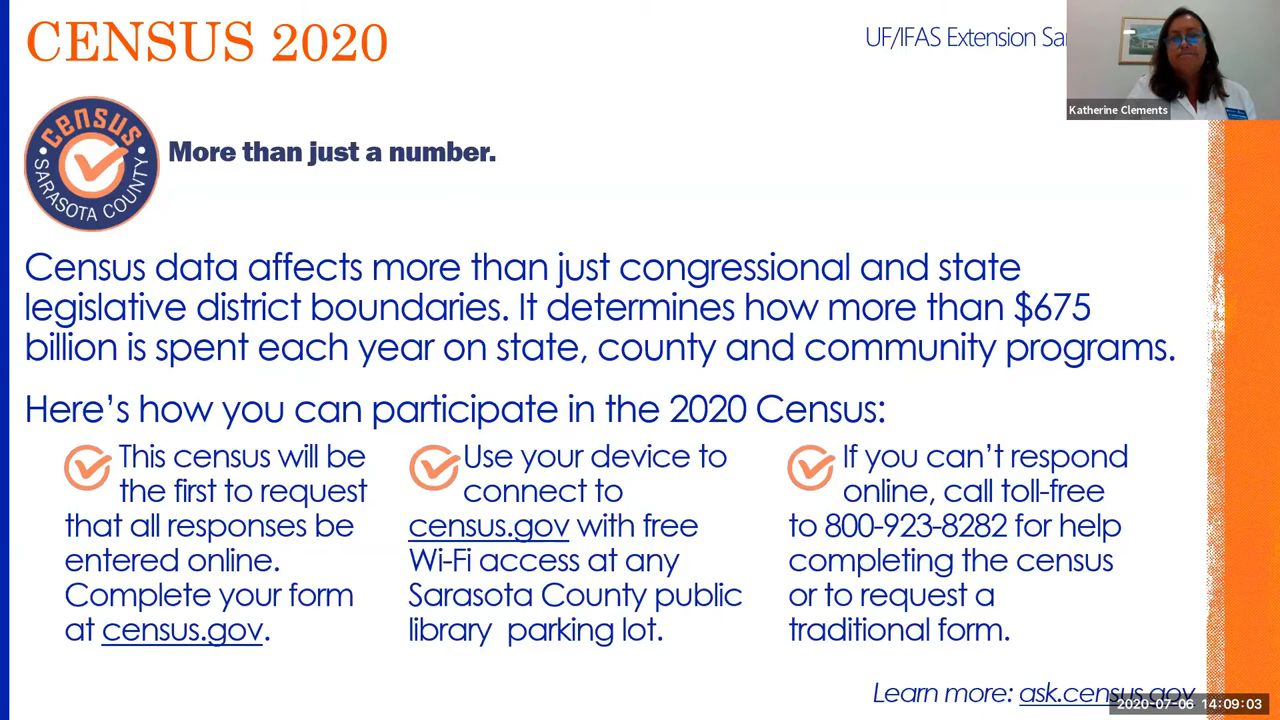 CENSUS 2020
UF/IFAS Extension
Katherine Clements
census
SARASOTA COUNTY
More than just a number.
Census data affects more than just congressional and state
legislative district boundaries. It determines how more than $675
billion is spent each year on state, county and community programs.
Here's how you can participate in the 2020 Census:
This census will be
the first to request
that all responses be
entered online.
Complete your form
at census.gov.
Use your device to
connect to
census.gov with free
Wi-Fi access at any
Sarasota County public
library parking lot.
If you can't respond
online, call toll-free
to 800-923-8282 for help
completing the census
or to request a
traditional form.
Learn more: ask.census.gov
2020-07-06 14:09:03